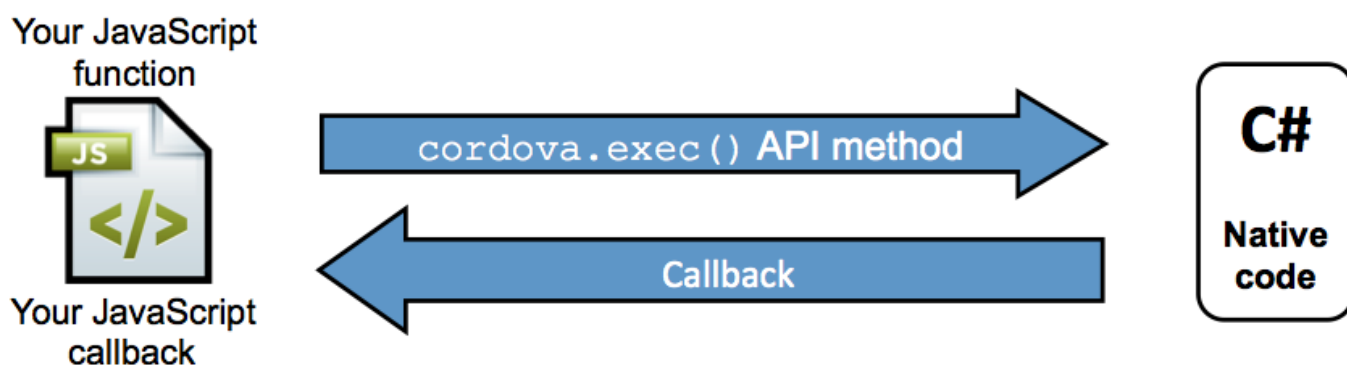 Your JavaScript
function
JS
</>
Your JavaScript
callback
cordova.exec() API method
Callback
C#
Native
code